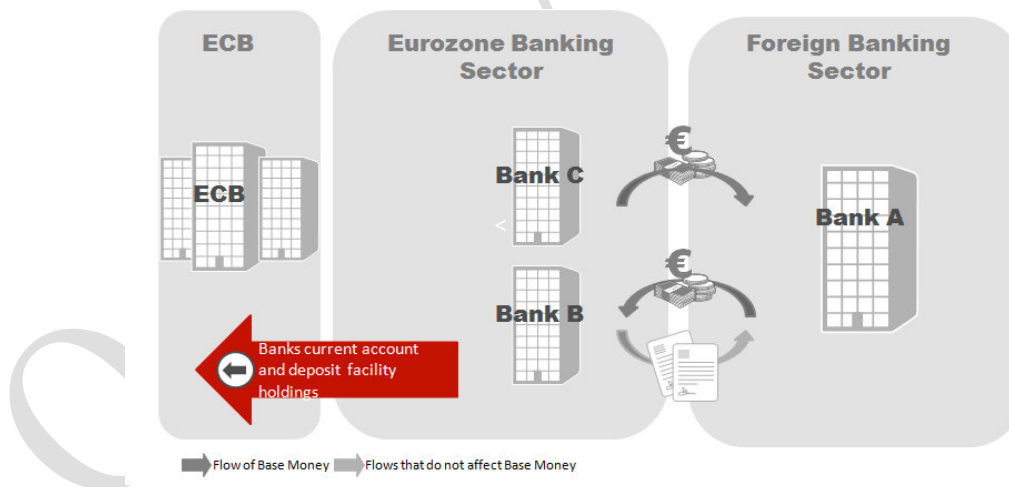 ECB
Eurozone Banking
Sector
Foreign Banking
Sector
€
Bank C
ECB
Bank A
<
€
Bank B
Banks current account
and deposit facility
holdings
Flow of Base Money
Flows that do not affect Base Money